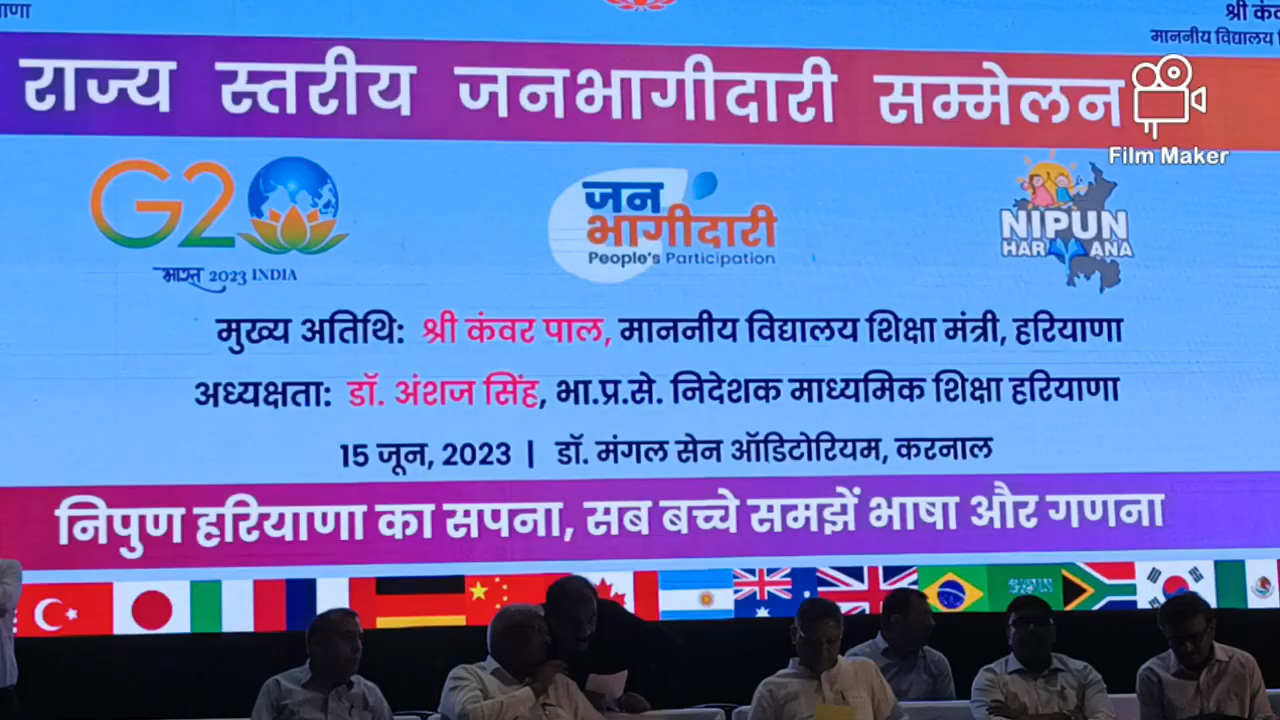 श्री कंव
माननीय विद्यालय
राज्य स्तरीय जनभागीदारी सम्मेलन
Film Maker
G20
भारत 2023 INDIA
जन
भागीदारी
People's Participation
NIPUN
HARYANA
मुख्य अतिथि: श्री कंवर पाल, माननीय विद्यालय शिक्षा मंत्री, हरियाणा
अध्यक्षता: डॉ. अंशज सिंह, भा.प्र.से. निदेशक माध्यमिक शिक्षा हरियाणा
15 जून, 2023 | डॉ. मंगल सेन ऑडिटोरियम, करनाल
निपुण हरियाणा का सपना, सब बच्चे समझें भाषा और गणना